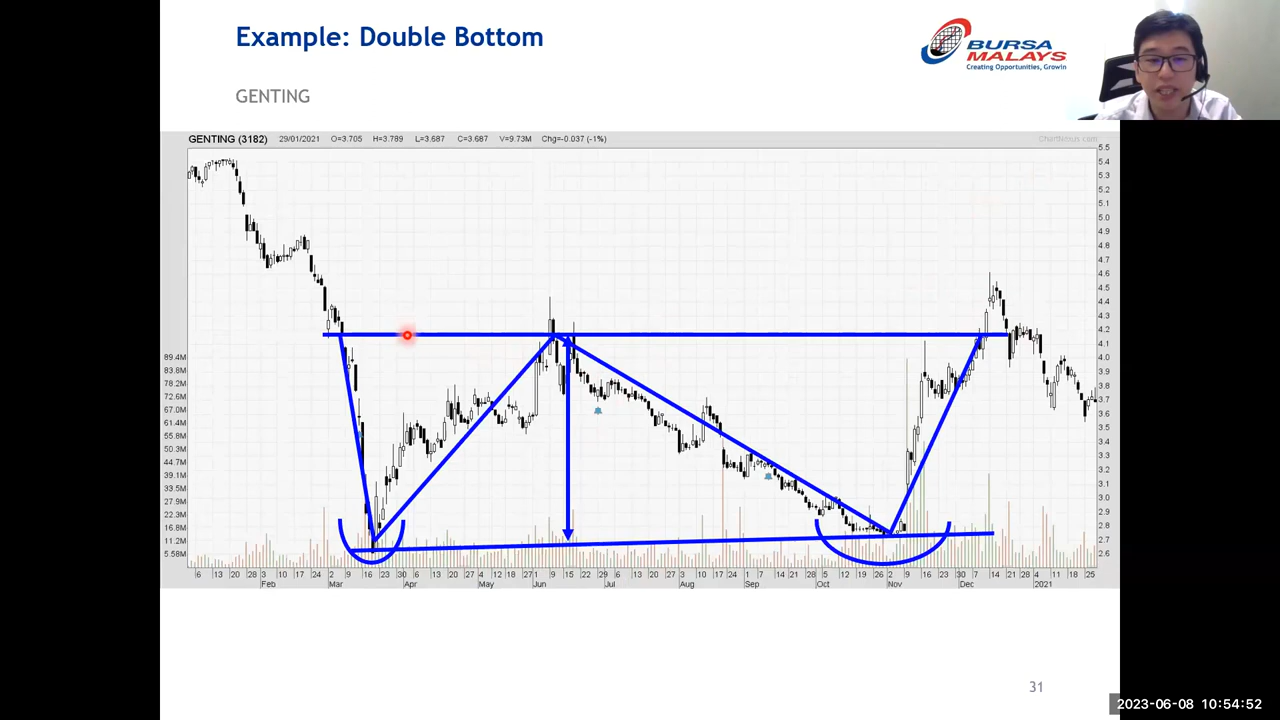 Example: Double Bottom
BURSA
MALAYS
Creating Opportunities, Growin
GENTING
GENTING (3182) 29/01/2021 O=3.705 H=3.789 L=3.687 C=3.687 V=9.73M Chg=-0.037 (-1%)
ChartNexus.com
5.5
5.4
5.3
5.2
5.1
5.0
4.9
4.8
4.7
4.6
4.5
4.4
4.3
4.2
4.1
4.0
3.8
3.7
3.5
3.4
3.2
3.1
3.0
2.9
2.8
2.7
2.6
89.4M
83.8M
78.2M
72.6M
67.0M
61.4M
55.8M
50.3M
44.7M
39.1M
33.5M
27.9M
22.3M
16.8M
11.2M
5.58M
6 13 20 28 3 10 17 24 2 9 16 23 30 6 13 20 27 4 12 18 27 1 9 15 22 29 6 13 20 27 3 10 17 24 1 7 14 21 28 5 12 19 26 2 9 16 23 30 7 14 21 28 4 11 18 25
Feb Mar Apr May Jun Jul Aug Sep Oct Nov Dec 2021
31
2023-06-08 10:54:52